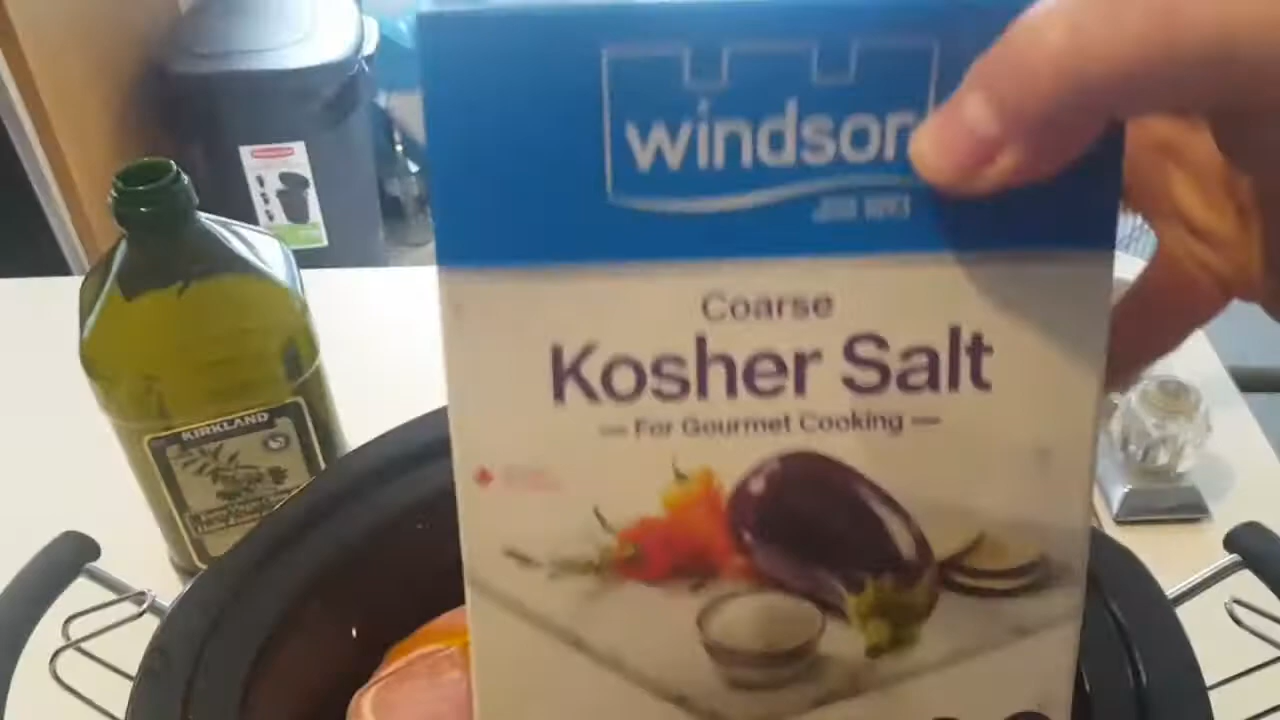 windsor
Coarse
Kosher Salt
— For Gourmet Cooking —
KIRKLAND